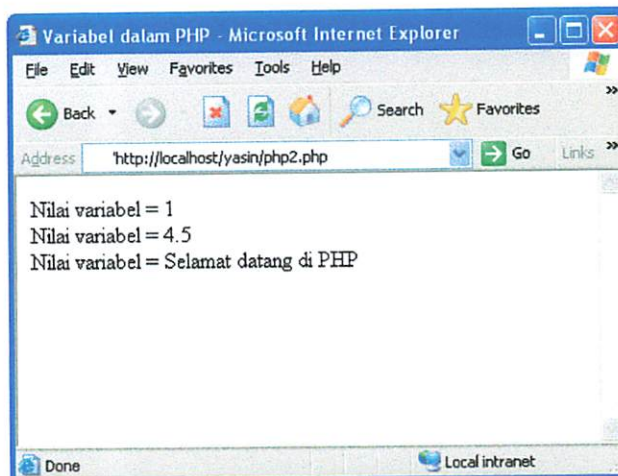 Variabel dalam PHP - Microsoft Internet Explorer
File Edit View Favorites Tools Help
Back Search Favorites »
Address 'http://localhost/yasin/php2.php Go Links »
Nilai variabel = 1
Nilai variabel = 4.5
Nilai variabel = Selamat datang di PHP
Done Local intranet